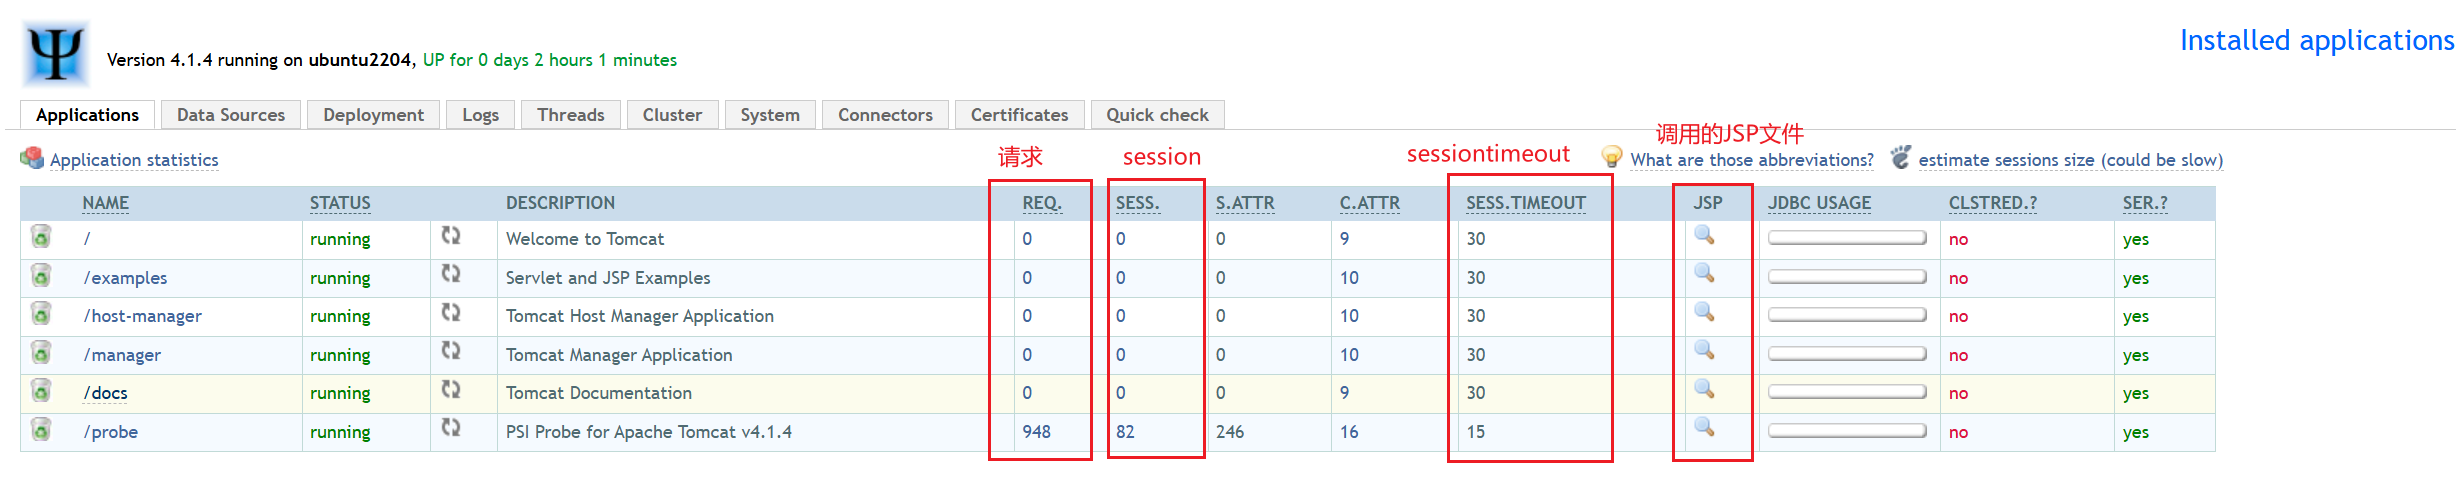 Installed applications
Version 4.1.4 running on ubuntu2204, UP for 0 days 2 hours 1 minutes
Applications Data Sources Deployment Logs Threads Cluster System Connectors Certificates Quick check
调用的JSP文件
Application statistics 请求 session sessiontimeout What are those abbreviations? estimate sessions size (could be slow)
NAME STATUS DESCRIPTION REQ. SESS. S.ATTR C.ATTR SESS.TIMEOUT JSP JDBC USAGE CLSTRED.? SER.?
/ running Welcome to Tomcat 0 0 0 9 30 no yes
/examples running Servlet and JSP Examples 0 0 0 10 30 no yes
/host-manager running Tomcat Host Manager Application 0 0 0 10 30 no yes
/manager running Tomcat Manager Application 0 0 0 10 30 no yes
/docs running Tomcat Documentation 0 0 0 9 30 no yes
/probe running PSI Probe for Apache Tomcat v4.1.4 948 82 246 16 15 no yes